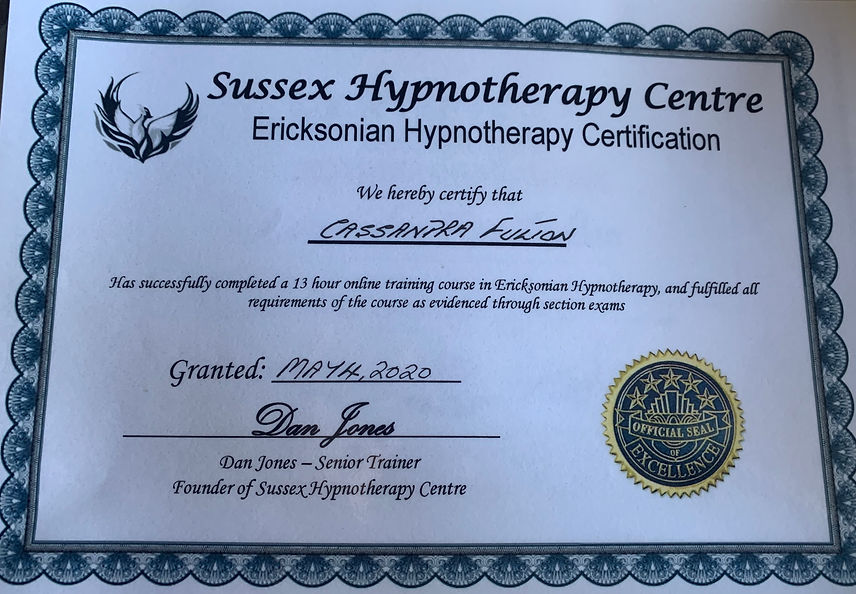 Sussex Hypnotherapy Centre
Ericksonian Hypnotherapy Certification
We hereby certify that
CASSANDRA FULTON
Has successfully completed a 13 hour online training course in Ericksonian Hypnotherapy, and fulfilled all
requirements of the course as evidenced through section exams
Granted: MAY 4, 2020
Dan Jones
Dan Jones – Senior Trainer
Founder of Sussex Hypnotherapy Centre
OFFICIAL SEAL
OF
EXCELLENCE